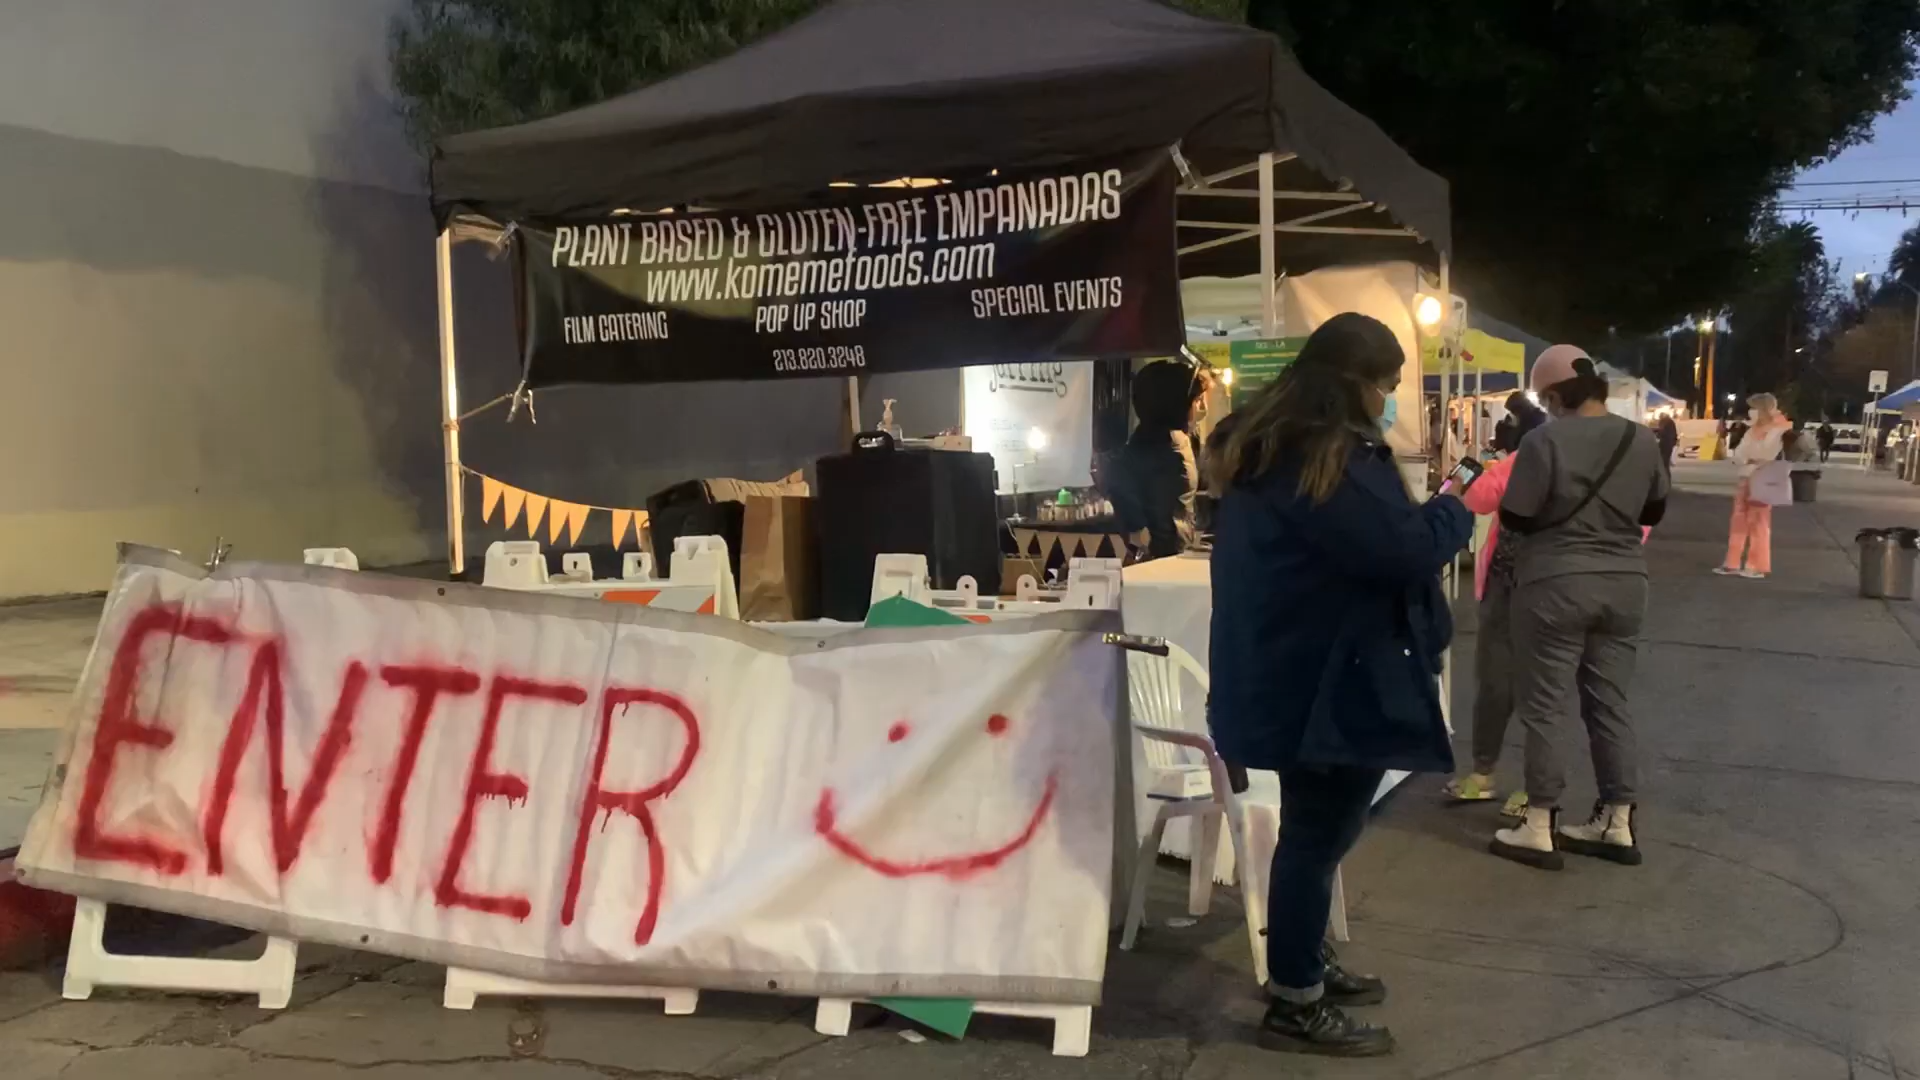 PLANT BASED & GLUTEN-FREE EMPANADAS
www.komemefoods.com
FILM CATERING POP UP SHOP SPECIAL EVENTS
213.820.3248
ENTER